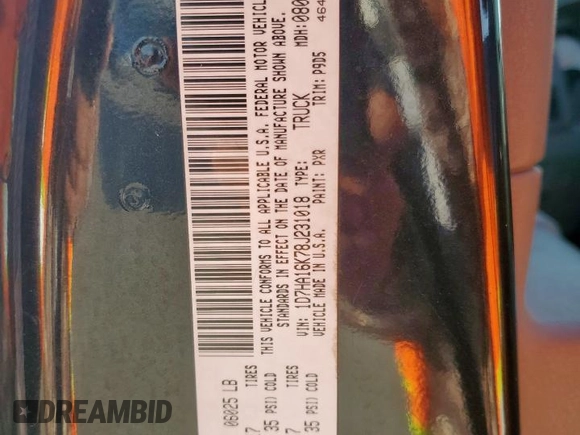 06025 LB
7 TIRES
35 PSI) COLD
7 TIRES
35 PSI) COLD
THIS VEHICLE CONFORMS TO ALL APPLICABLE U.S.A. FEDERAL MOTOR VEHICL
STANDARDS IN EFFECT ON THE DATE OF MANUFACTURE SHOWN ABOVE.
VIN: 1D7HA16K78J231018 TYPE: TRUCK MDH:080
VEHICLE MADE IN U.S.A. PAINT: PXR TRIM: P9D5 464
DREAMBID